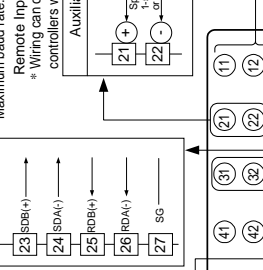 Maximum baud rate:
Remote Inp
* Wiring can o
controllers w
Auxilia
21 +
22 -
Sp
1-s
or
23 SDB(+)
24 SDA(-)
25 RDB(+)
26 RDA(-)
27 SG
11 12
21 22
31 32
41 42